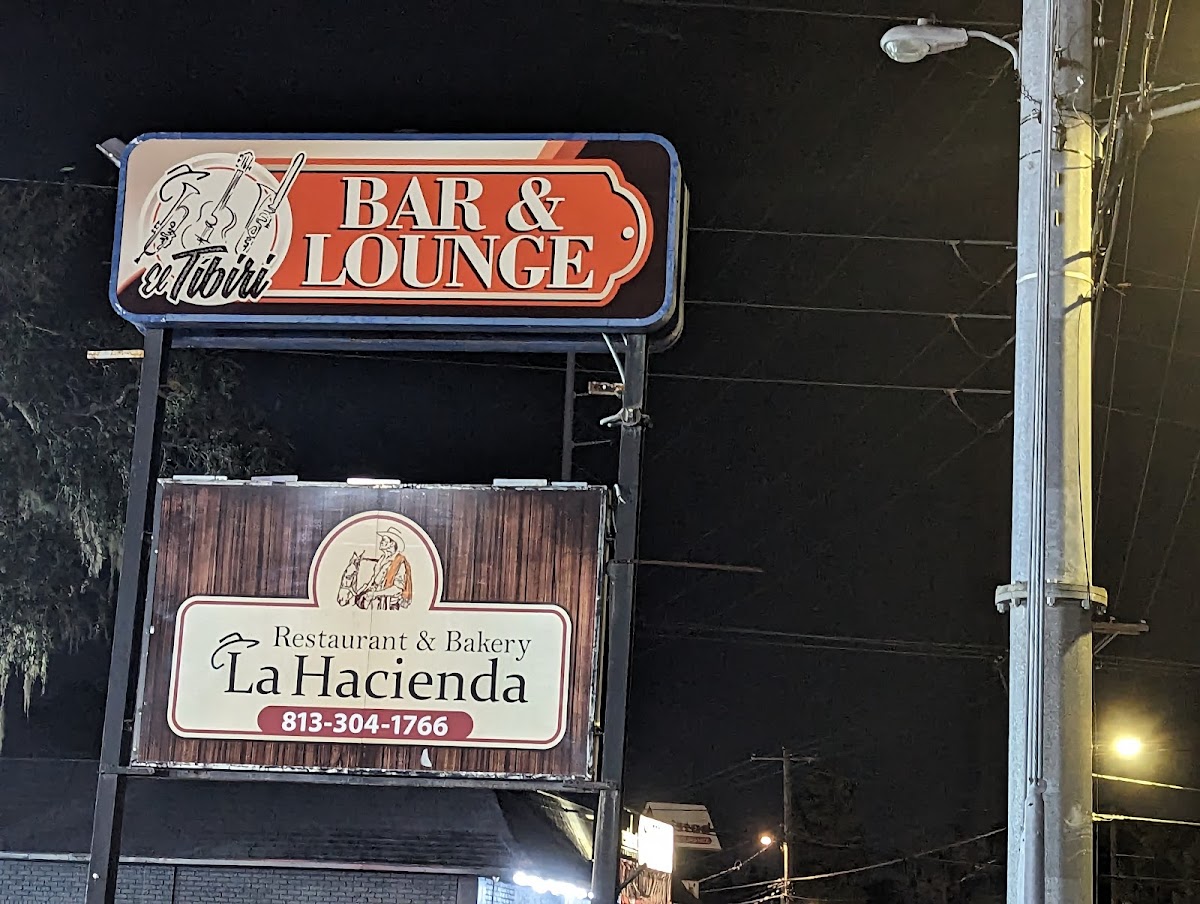 El Tibiri
BAR &
LOUNGE
Restaurant & Bakery
La Hacienda
813-304-1766